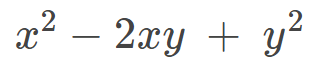 x² − 2xy + y²